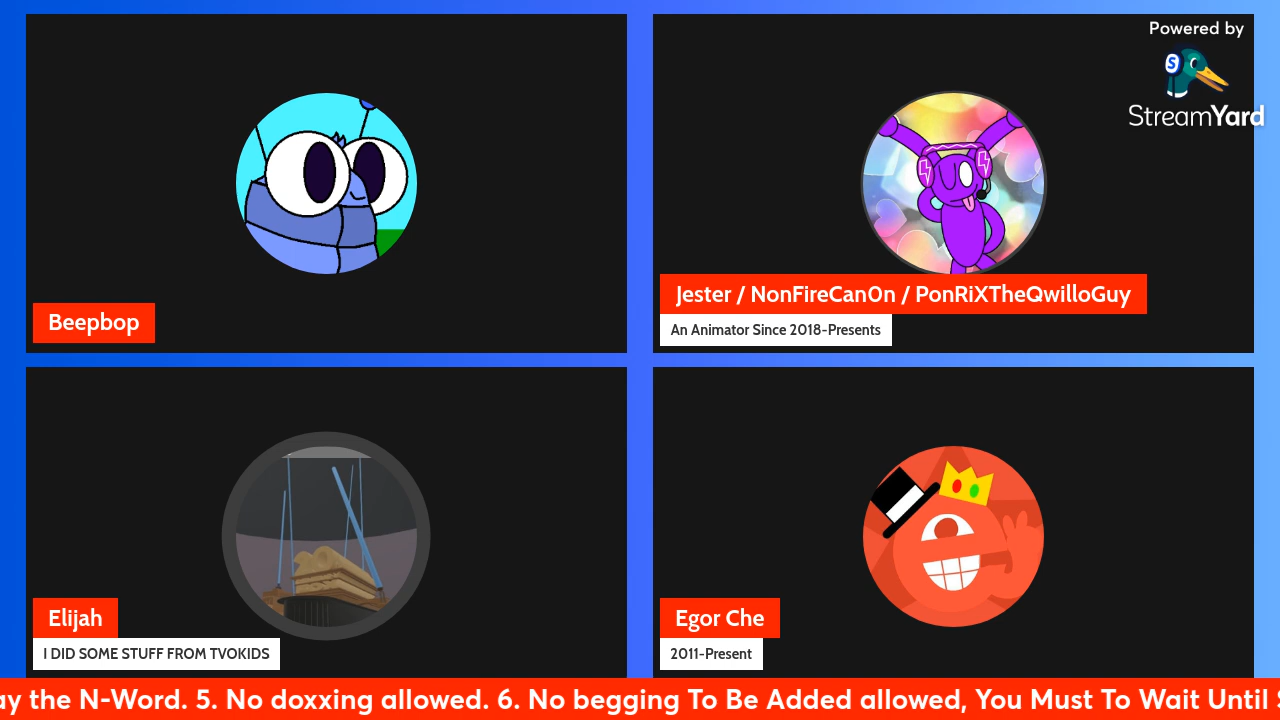 Powered by
S
StreamYard
Beepbop
Jester / NonFireCan0n / PonRiXTheQwilloGuy
An Animator Since 2018-Presents
Elijah
I DID SOME STUFF FROM TVOKIDS
Egor Che
2011-Present
the N-Word. 5. No doxxing allowed. 6. No begging To Be Added allowed, You Must To Wait Until